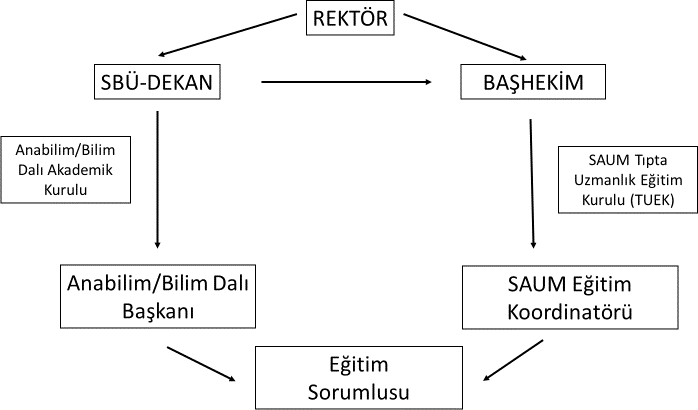 REKTÖR
SBÜ-DEKAN
BAŞHEKİM
Anabilim/Bilim
Dalı Akademik
Kurulu
SAUM Tıpta
Uzmanlık Eğitim
Kurulu (TUEK)
Anabilim/Bilim Dalı
Başkanı
SAUM Eğitim
Koordinatörü
Eğitim
Sorumlusu